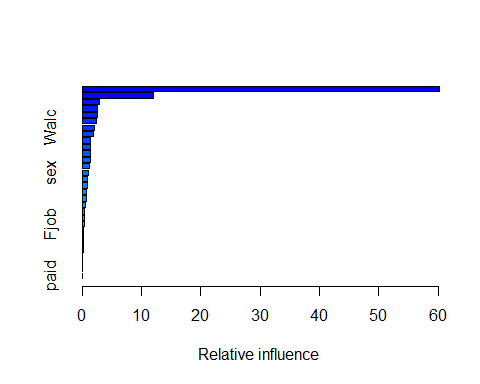 Walc
sex
Fjob
paid
0 10 20 30 40 50 60
Relative influence